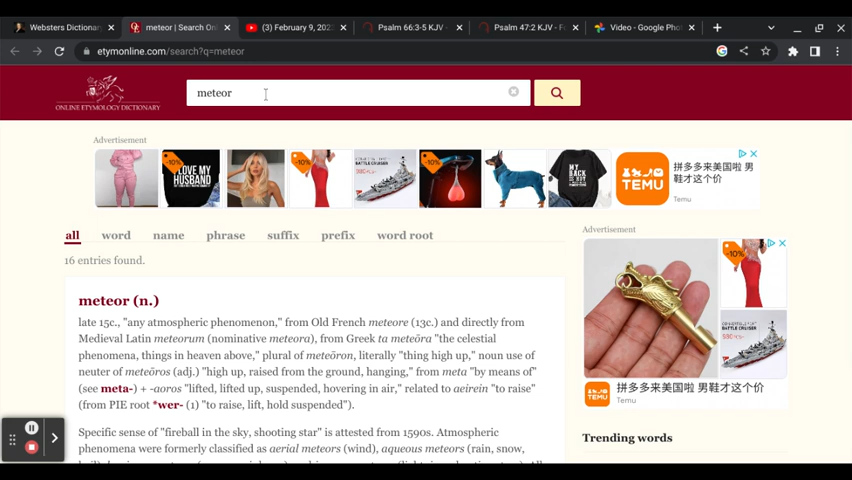 Websters Dictionary
meteor | Search On
(3) February 9, 202
Psalm 66:3-5 KJV -
Psalm 47:2 KJV - F
Video - Google Phot
etymonline.com/search?q=meteor
ONLINE ETYMOLOGY DICTIONARY
meteor
Advertisement
-10%
I LOVE MY
HUSBAND
-10%
BATTLE CRUISER
-10%
MY
BACK IS
NOT
TEMU
拼多多来美国啦 男
鞋才这个价
Temu
all word name phrase suffix prefix word root
16 entries found.
Advertisement
-10%
meteor (n.)
late 15c., "any atmospheric phenomenon," from Old French meteore (13c.) and directly from
Medieval Latin meteorum (nominative meteora), from Greek ta meteōra "the celestial
phenomena, things in heaven above," plural of meteōron, literally "thing high up," noun use of
neuter of meteōros (adj.) "high up, raised from the ground, hanging," from meta "by means of"
(see meta-) + -aoros "lifted, lifted up, suspended, hovering in air," related to aeirein "to raise"
(from PIE root *wer- (1) "to raise, lift, hold suspended").
拼多多来美国啦 男鞋才这个价
Temu
Specific sense of "fireball in the sky, shooting star" is attested from 1590s. Atmospheric
phenomena were formerly classified as aerial meteors (wind), aqueous meteors (rain, snow,
Trending words